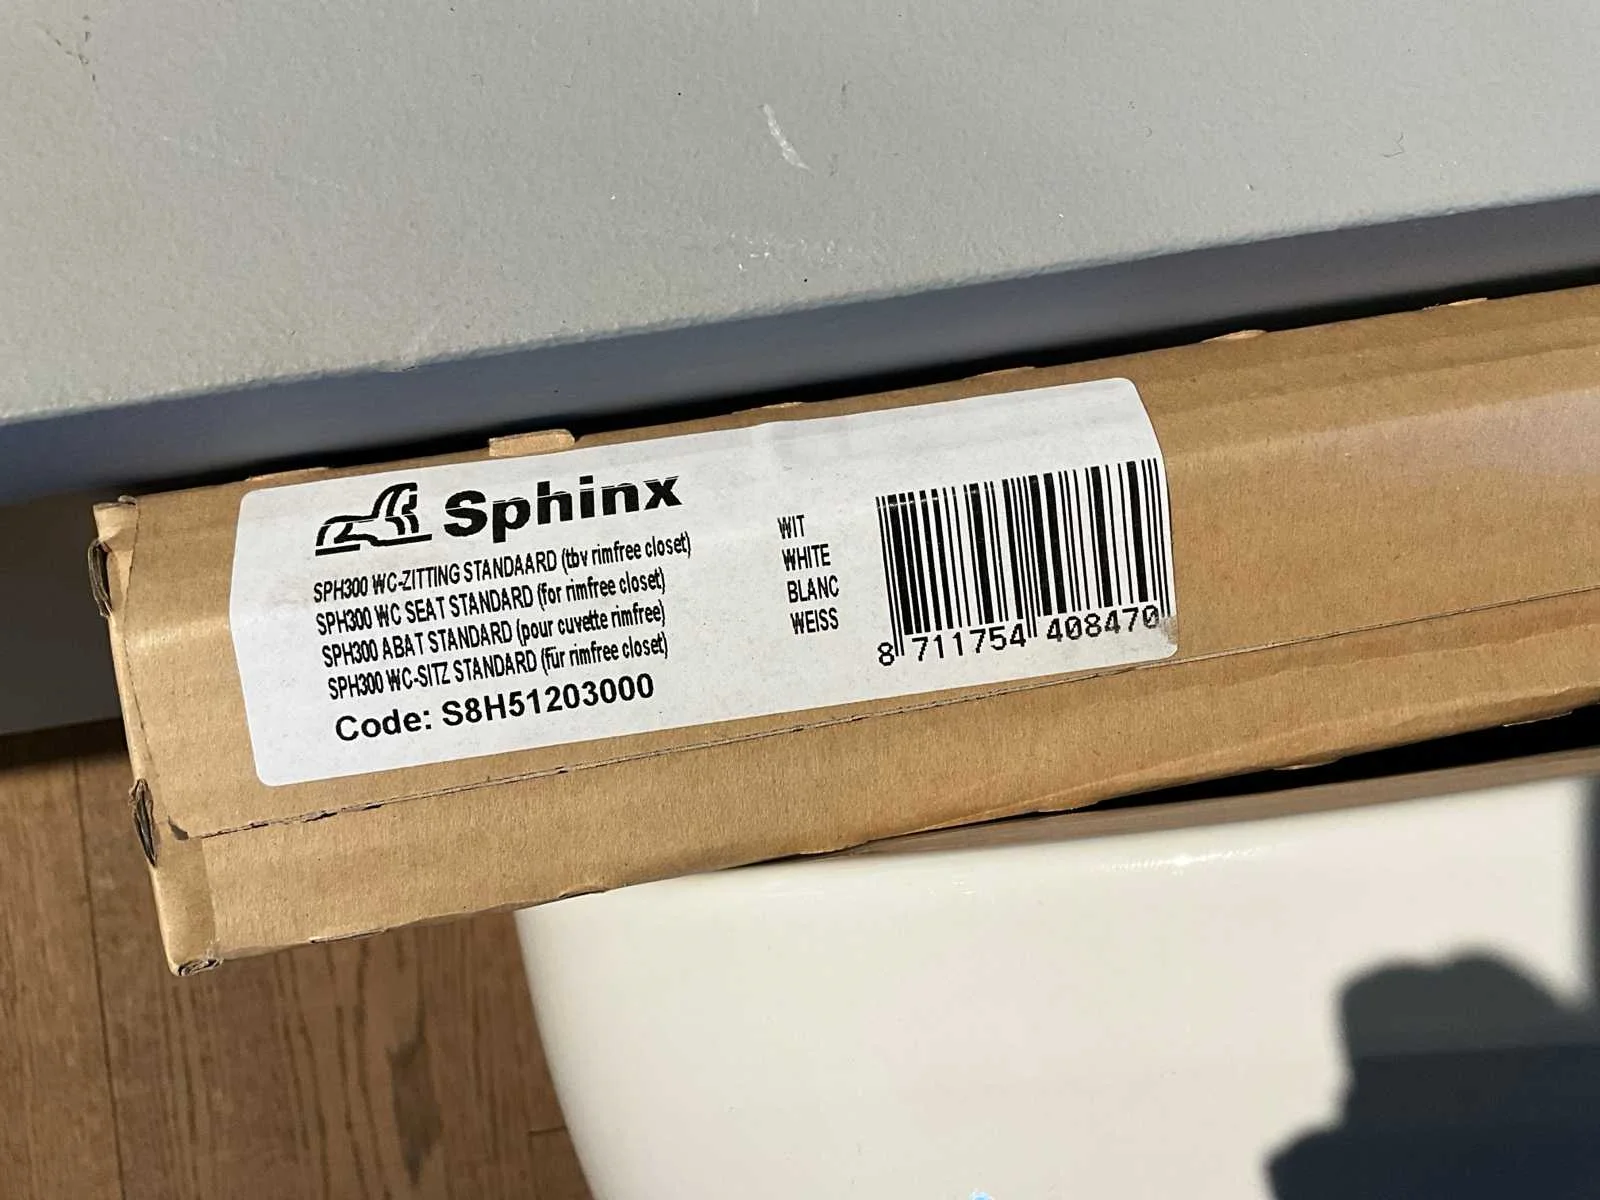 Sphinx
SPH300 WC-ZITTING STANDAARD (tbv rimfree closet)
SPH300 WC SEAT STANDARD (for rimfree closet)
SPH300 ABAT STANDARD (pour cuvette rimfree)
SPH300 WC-SITZ STANDARD (für rimfree closet)
Code: S8H51203000
WIT
WHITE
BLANC
WEISS
8 711754 408470